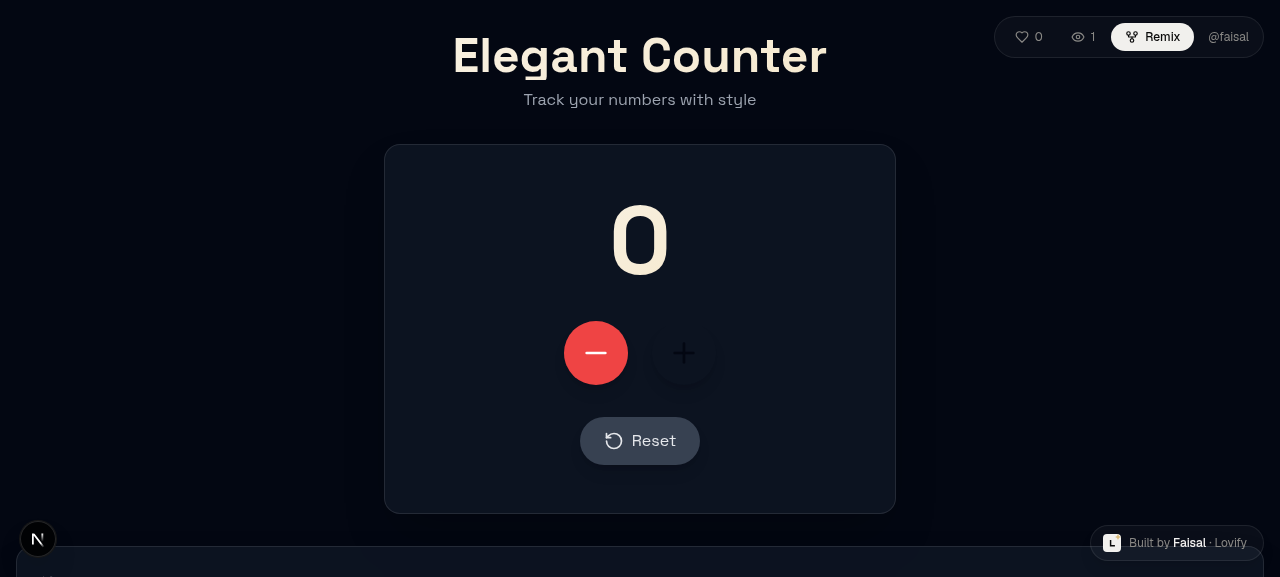 Elegant Counter
0
1
Remix
@faisal
Track your numbers with style
0
Reset
N
L
Built by Faisal · Lovify